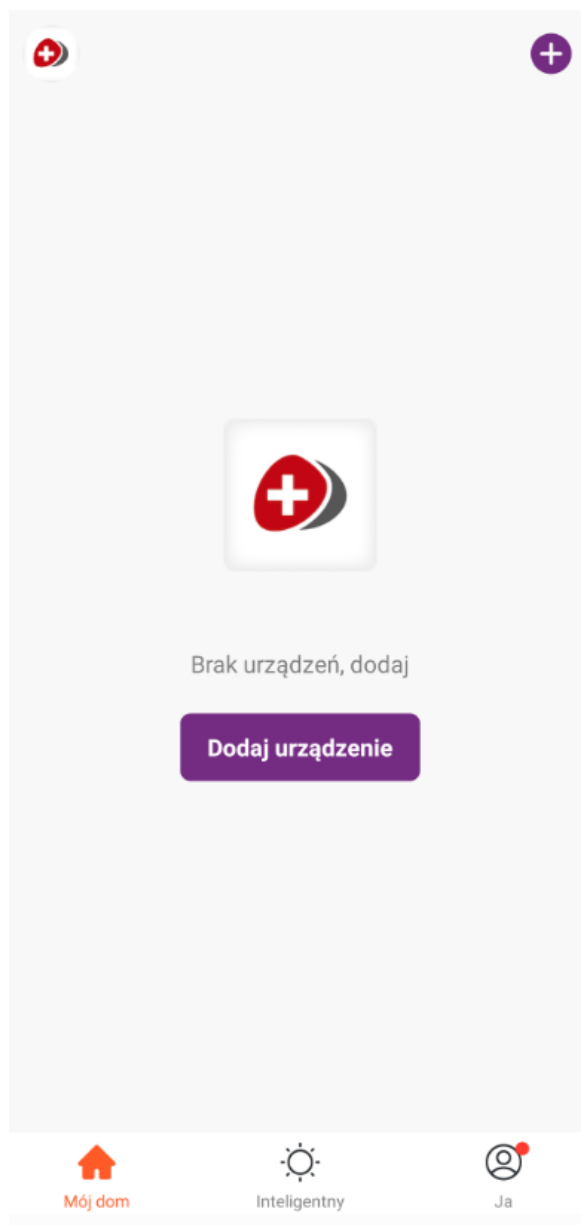 Brak urządzeń, dodaj
Dodaj urządzenie
Mój dom
Inteligentny
Ja